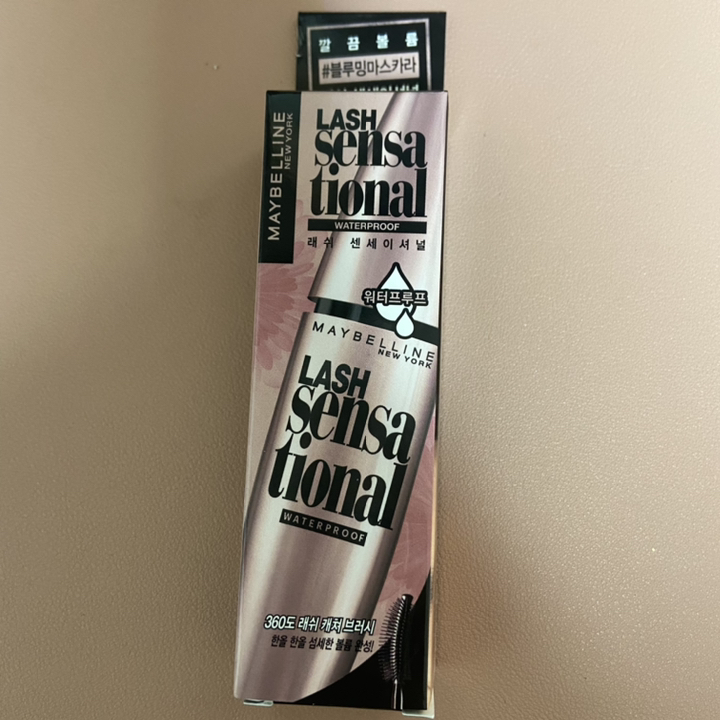 깔끔볼륨
#블루밍마스카라
MAYBELLINE
NEW YORK
LASH
sensa
tional
WATERPROOF
래쉬 센세이셔널
워터프루프
MAYBELLINE
NEW YORK
LASH
sensa
tional
WATERPROOF
360도 래쉬 캐쳐 브러시
한올 한올 섬세한 볼륨 완성!